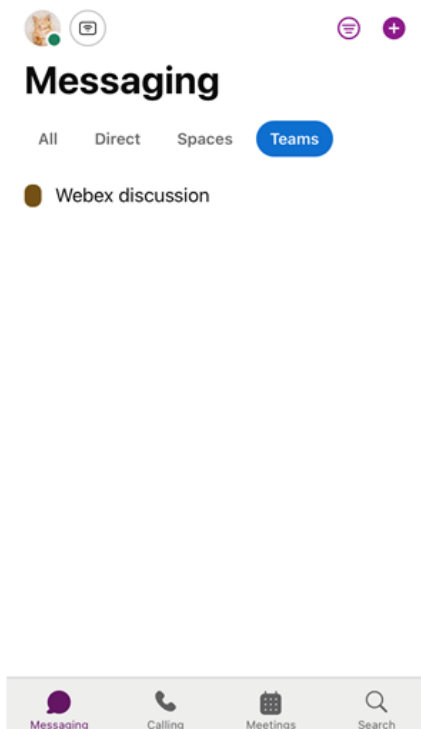 Messaging
All Direct Spaces Teams
Webex discussion
Messaging Calling Meetings Search